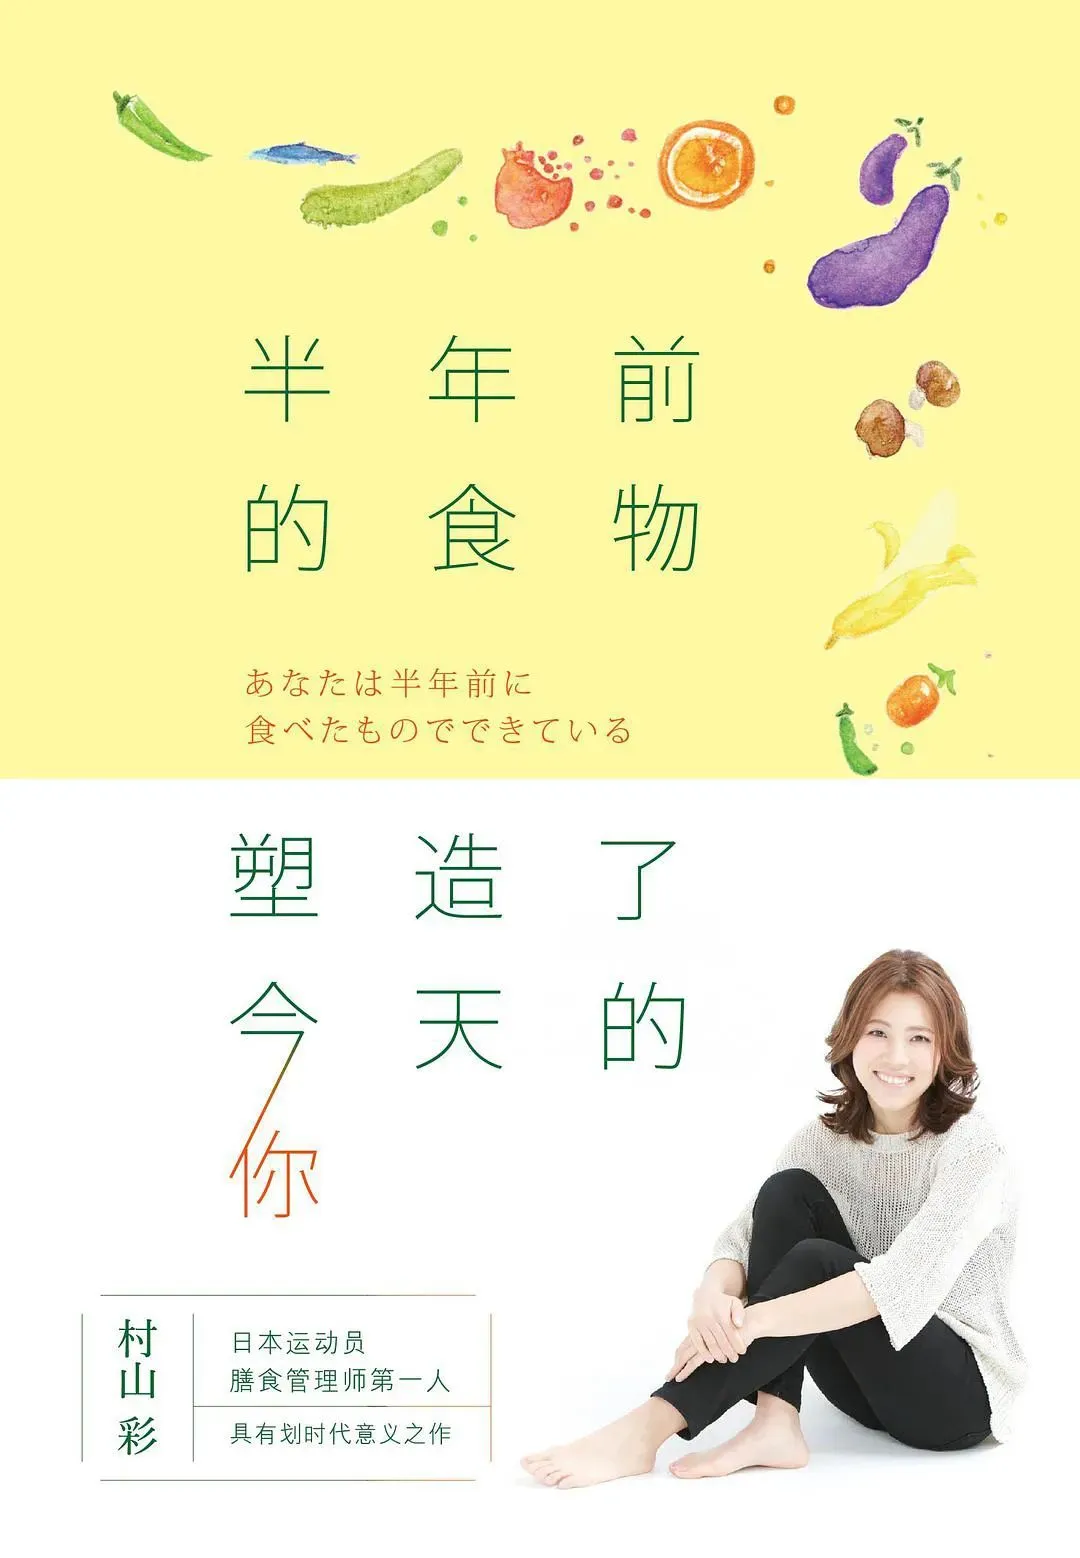 半年前
的食物
あなたは半年前に
食べたものでできている
塑造了
今天的
你
村山彩
日本运动员
膳食管理师第一人
具有划时代意义之作